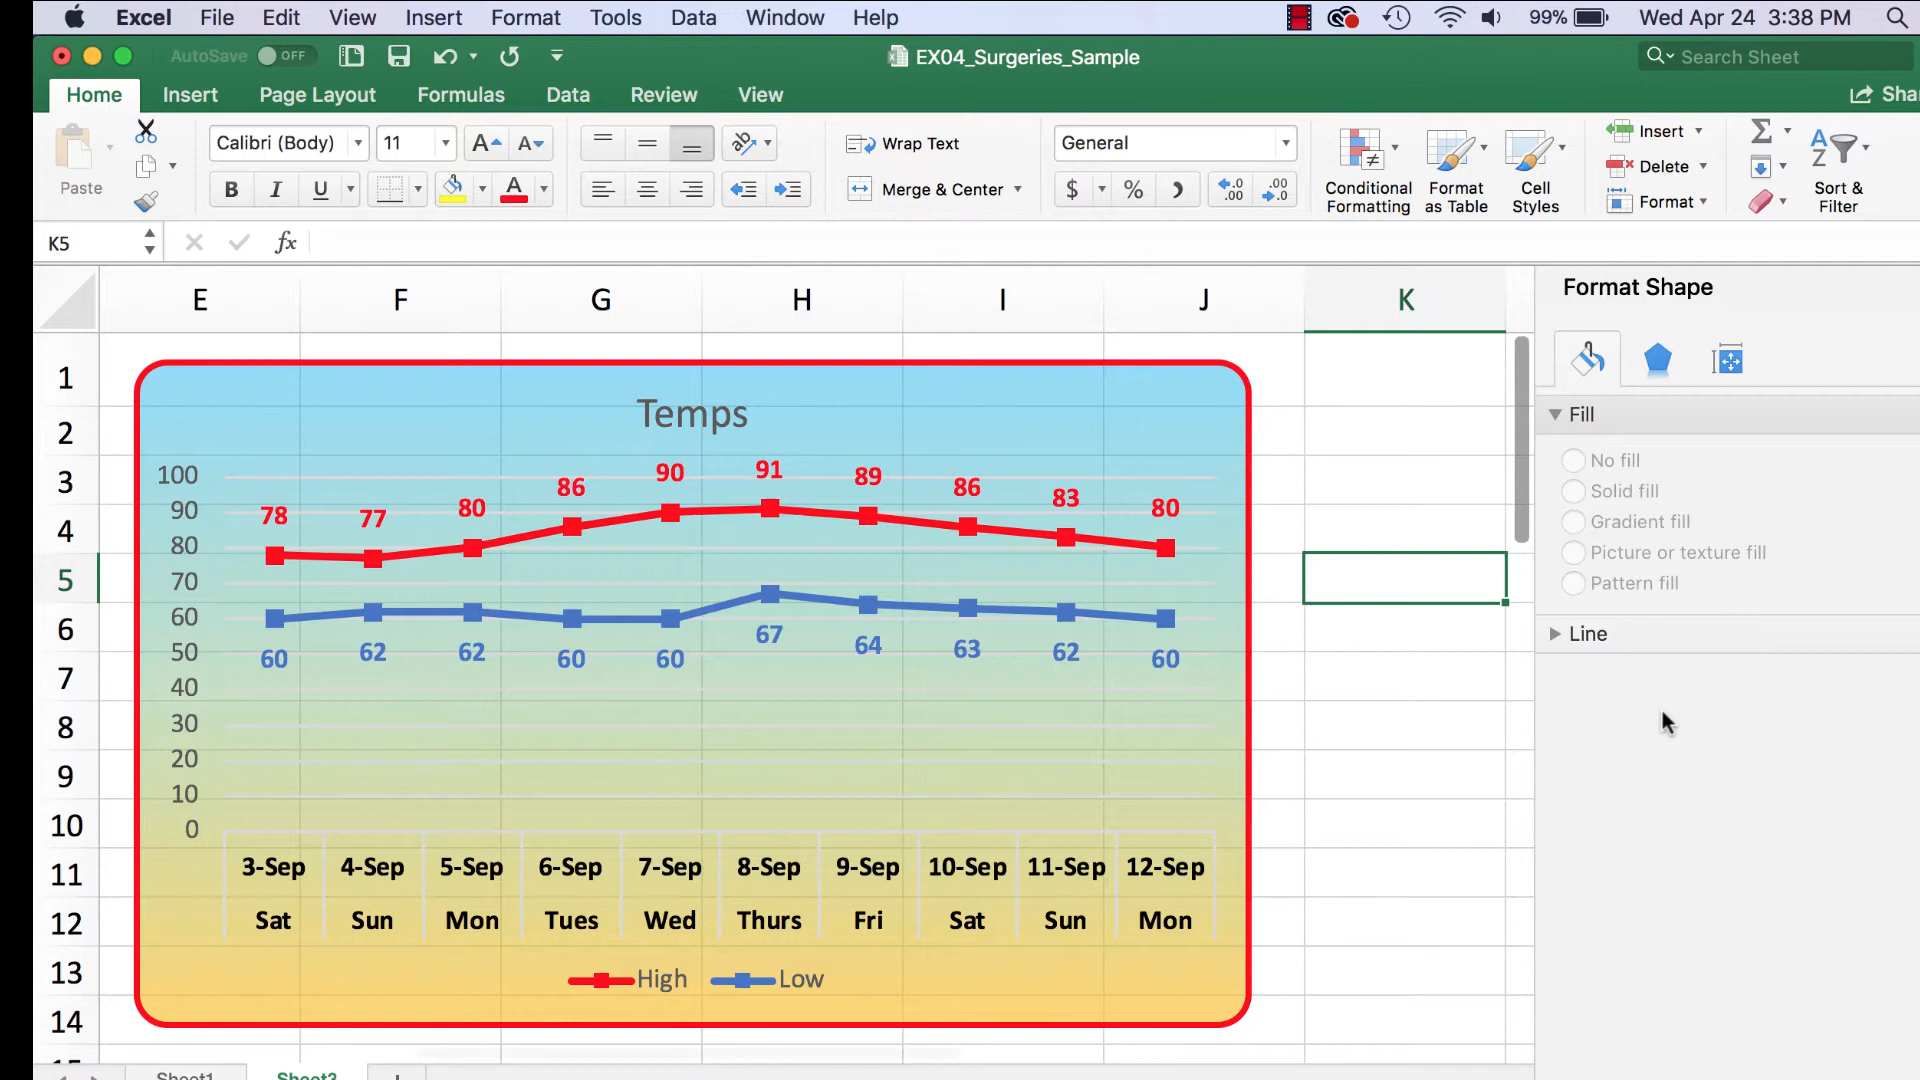 Excel File Edit View Insert Format Tools Data Window Help 99% Wed Apr 24 3:38 PM
AutoSave OFF EX04_Surgeries_Sample Search Sheet
Home Insert Page Layout Formulas Data Review View Shar
Paste Calibri (Body) 11 A A Wrap Text General Conditional Formatting Format as Table Cell Styles Insert Delete Format Sort & Filter
B I U A Merge & Center $ % .0 .00 .00 .0
K5 fx
E F G H I J K
1
2
3
4
5
6
7
8
9
10
11
12
13
14
Temps
100
90
80
70
60
50
40
30
20
10
0
78 77 80 86 90 91 89 86 83 80
60 62 62 60 60 67 64 63 62 60
3-Sep 4-Sep 5-Sep 6-Sep 7-Sep 8-Sep 9-Sep 10-Sep 11-Sep 12-Sep
Sat Sun Mon Tues Wed Thurs Fri Sat Sun Mon
High Low
Format Shape
Fill
No fill
Solid fill
Gradient fill
Picture or texture fill
Pattern fill
Line
Sheet1 Sheet3 +